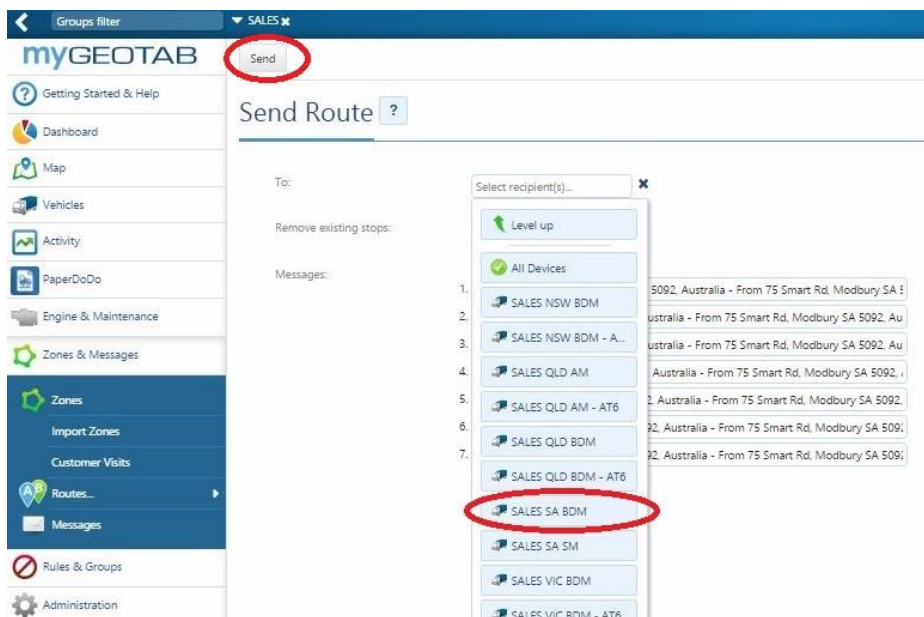 Groups filter
SALES
myGEOTAB
Send
Getting Started & Help
Dashboard
Map
Vehicles
Activity
PaperDoDo
Engine & Maintenance
Zones & Messages
Zones
Import Zones
Customer Visits
Routes...
Messages
Rules & Groups
Administration
Send Route ?
To:
Select recipient(s)...
Remove existing stops:
Messages:
Level up
All Devices
SALES NSW BDM
SALES NSW BDM - A...
SALES QLD AM
SALES QLD AM - AT6
SALES QLD BDM
SALES QLD BDM - AT6
SALES SA BDM
SALES SA SM
SALES VIC BDM
SALES VIC BDM - AT6
1. 5092, Australia - From 75 Smart Rd, Modbury SA
2. ustralia - From 75 Smart Rd, Modbury SA 5092, Au
3. ustralia - From 75 Smart Rd, Modbury SA 5092, Au
4. Australia - From 75 Smart Rd, Modbury SA 5092,
5. Australia - From 75 Smart Rd, Modbury SA 5092,
6. 92, Australia - From 75 Smart Rd, Modbury SA
7. 92, Australia - From 75 Smart Rd, Modbury SA